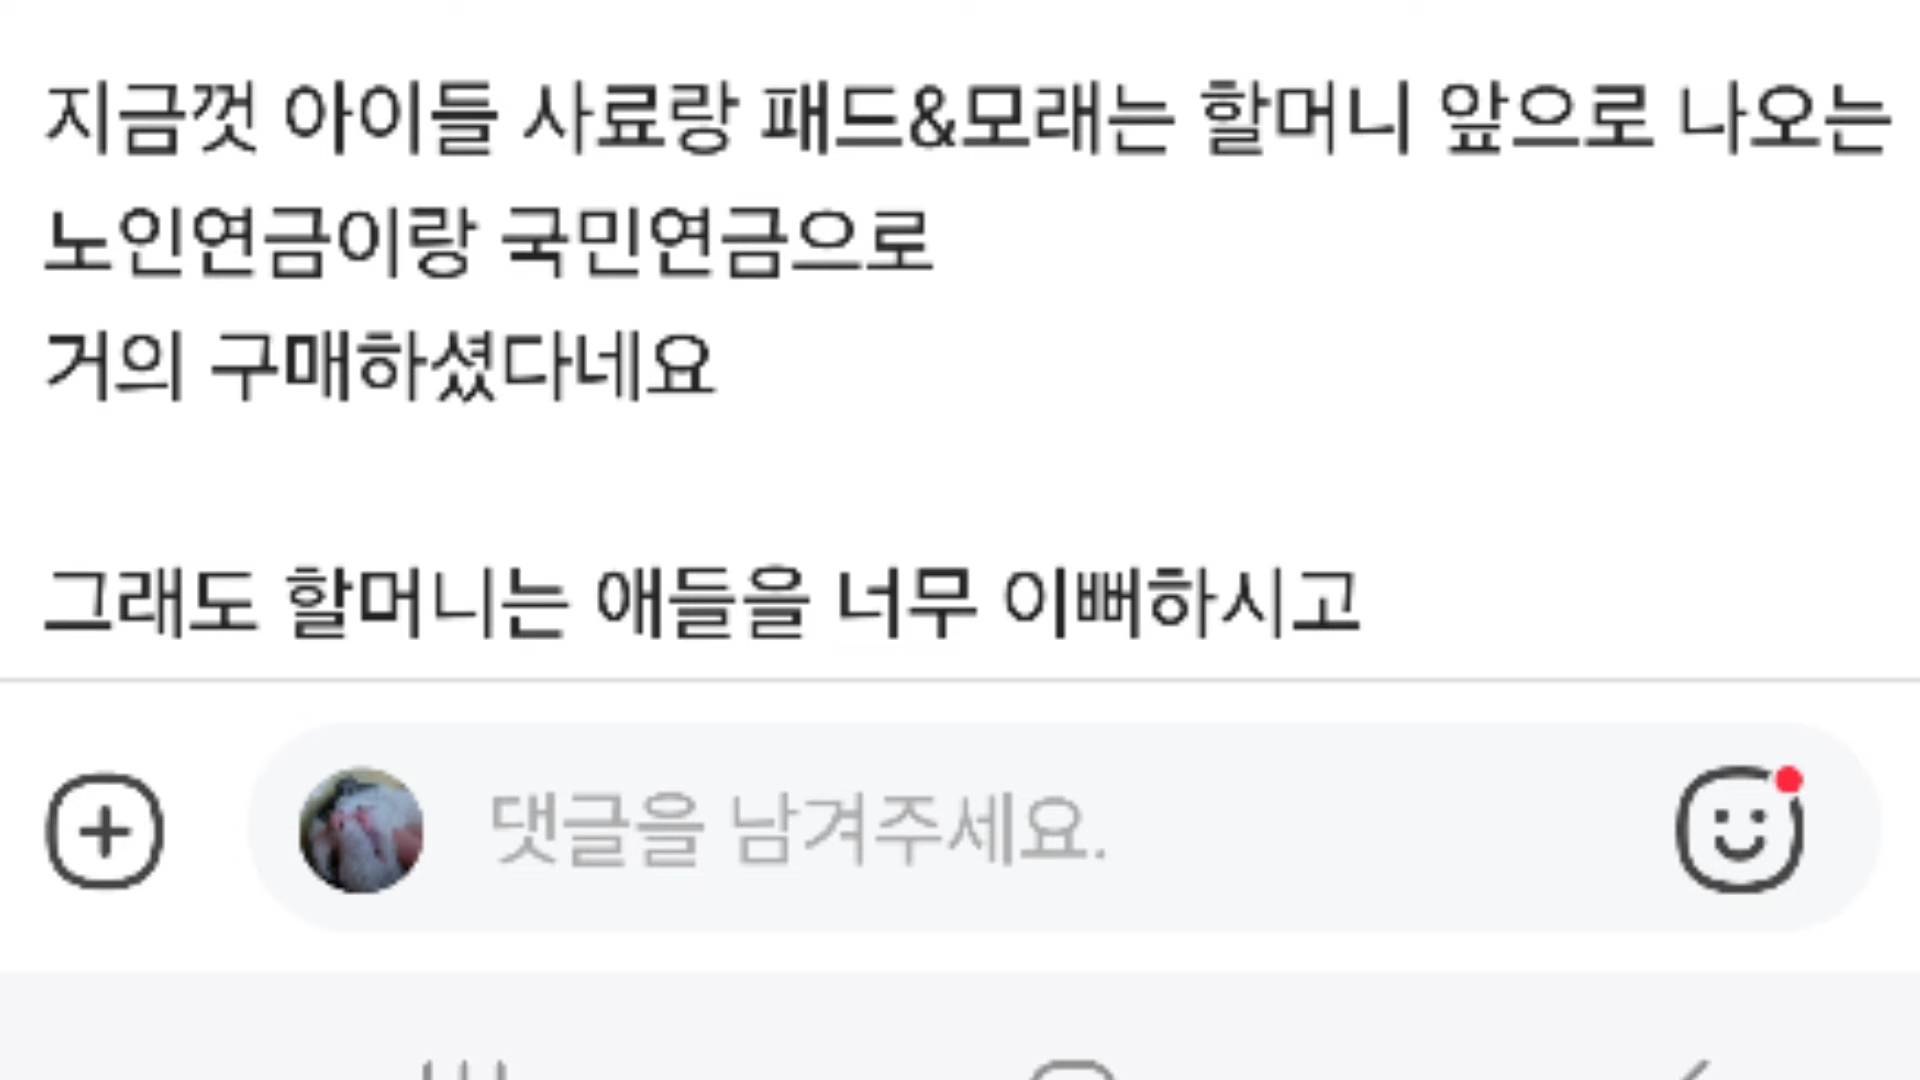 지금껏 아이들 사료랑 패드&모래는 할머니 앞으로 나오는
노인연금이랑 국민연금으로
거의 구매하셨다네요
그래도 할머니는 애들을 너무 이뻐하시고
댓글을 남겨주세요.